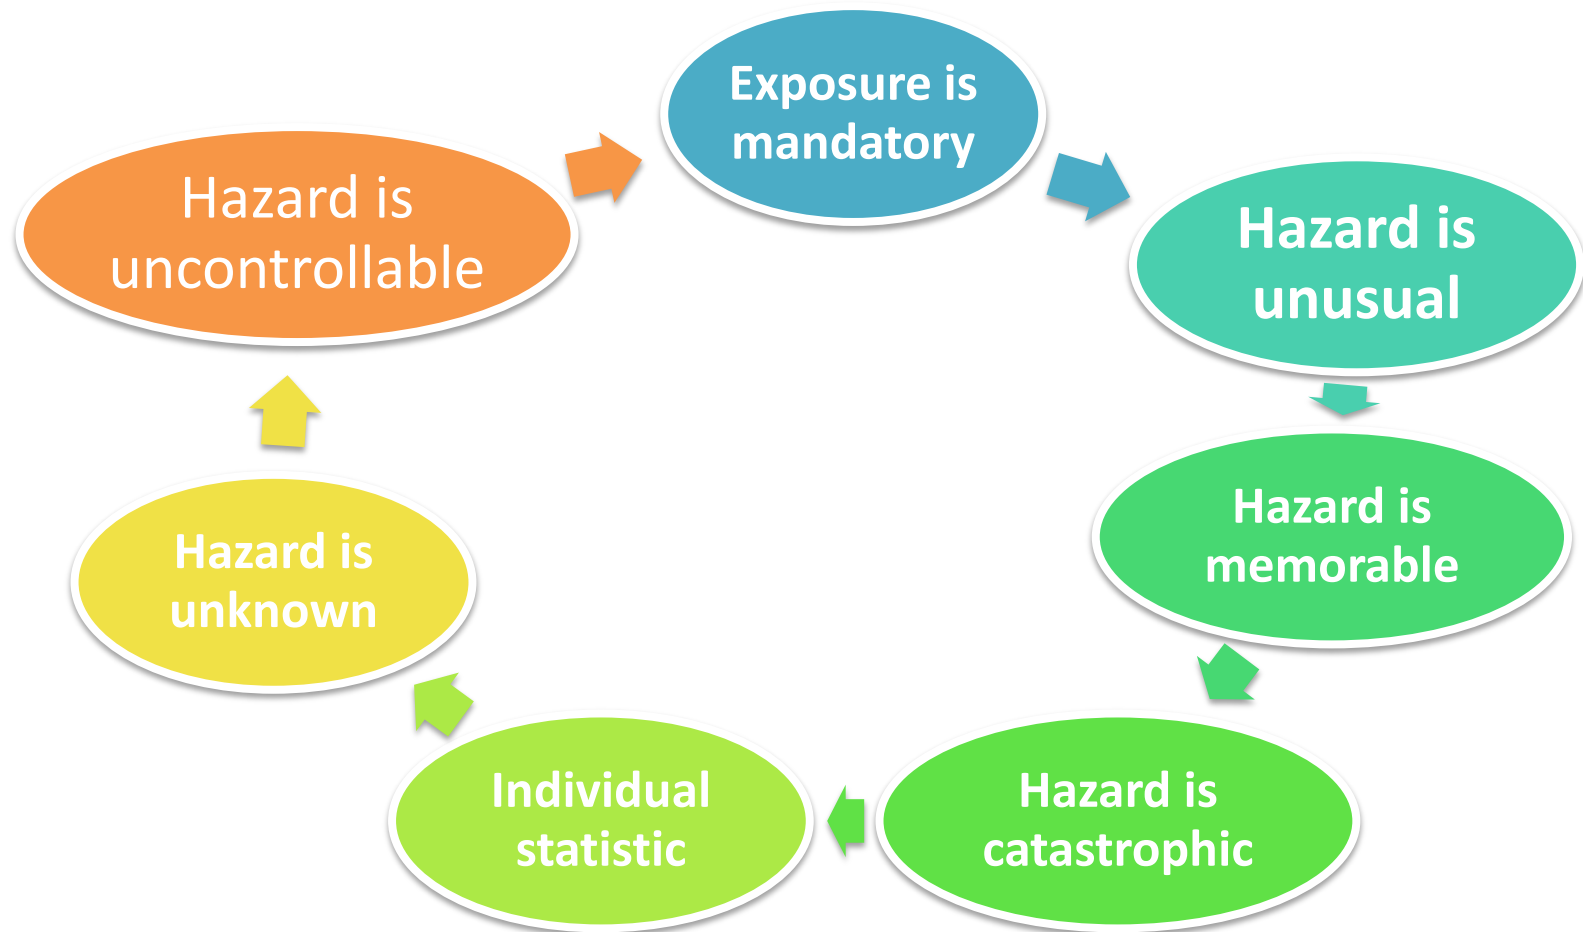 Exposure is
mandatory
Hazard is
unusual
Hazard is
memorable
Hazard is
catastrophic
Individual
statistic
Hazard is
unknown
Hazard is
uncontrollable